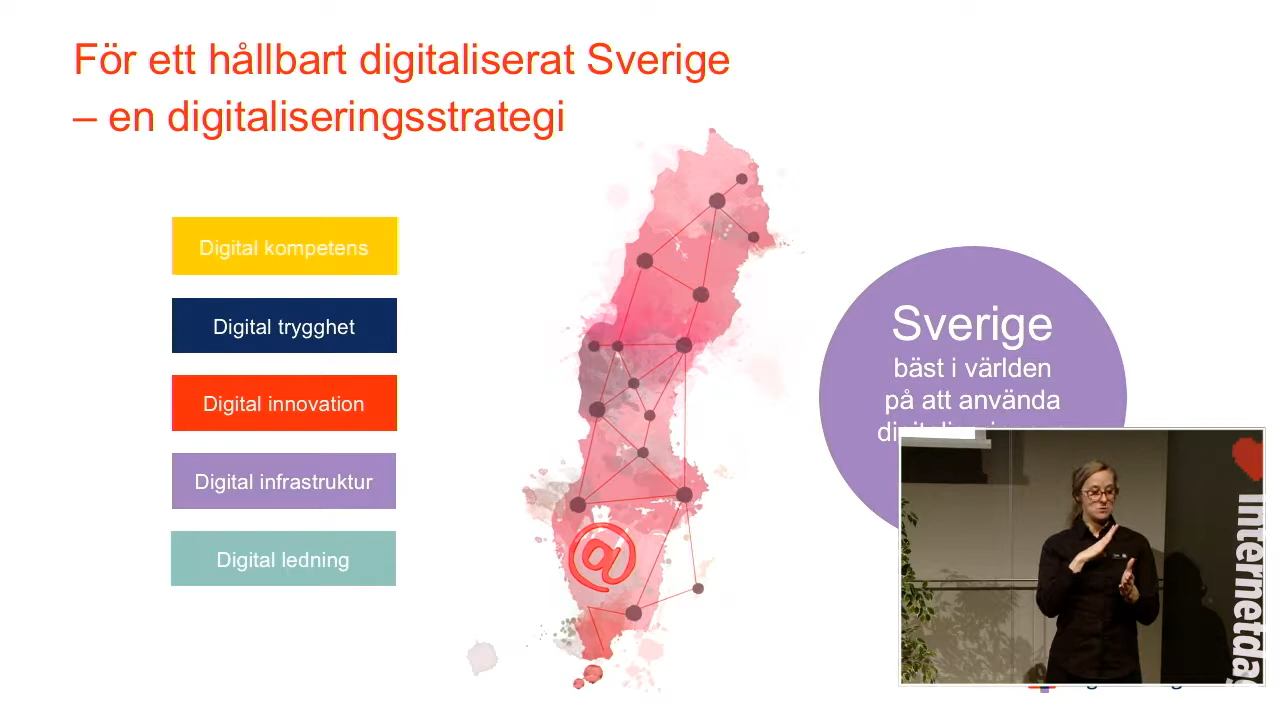 För ett hållbart digitaliserat Sverige
– en digitaliseringsstrategi
Digital kompetens
Digital trygghet
Digital innovation
Digital infrastruktur
Digital ledning
@
Sverige
bäst i världen
på att använda
internetda